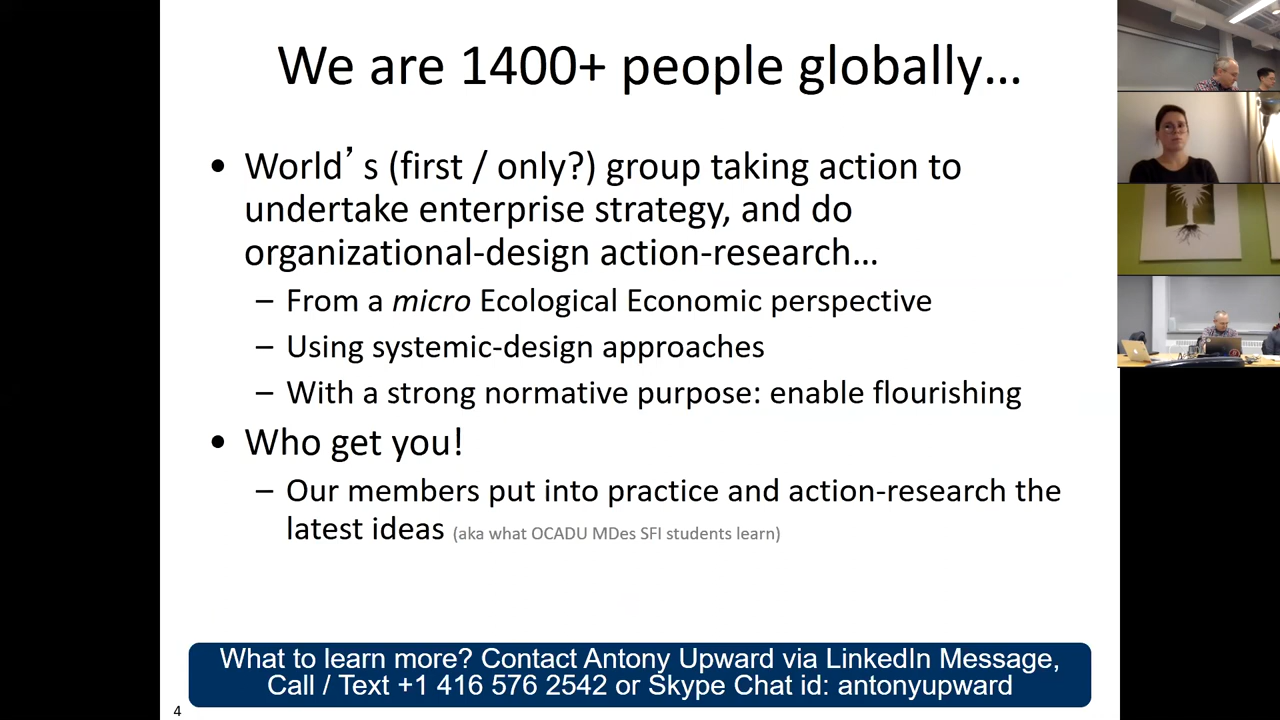 We are 1400+ people globally…
• World’s (first / only?) group taking action to
undertake enterprise strategy, and do
organizational-design action-research…
– From a micro Ecological Economic perspective
– Using systemic-design approaches
– With a strong normative purpose: enable flourishing
• Who get you!
– Our members put into practice and action-research the
latest ideas (aka what OCADU MDes SFI students learn)
What to learn more? Contact Antony Upward via LinkedIn Message,
Call / Text +1 416 576 2542 or Skype Chat id: antonyupward
4